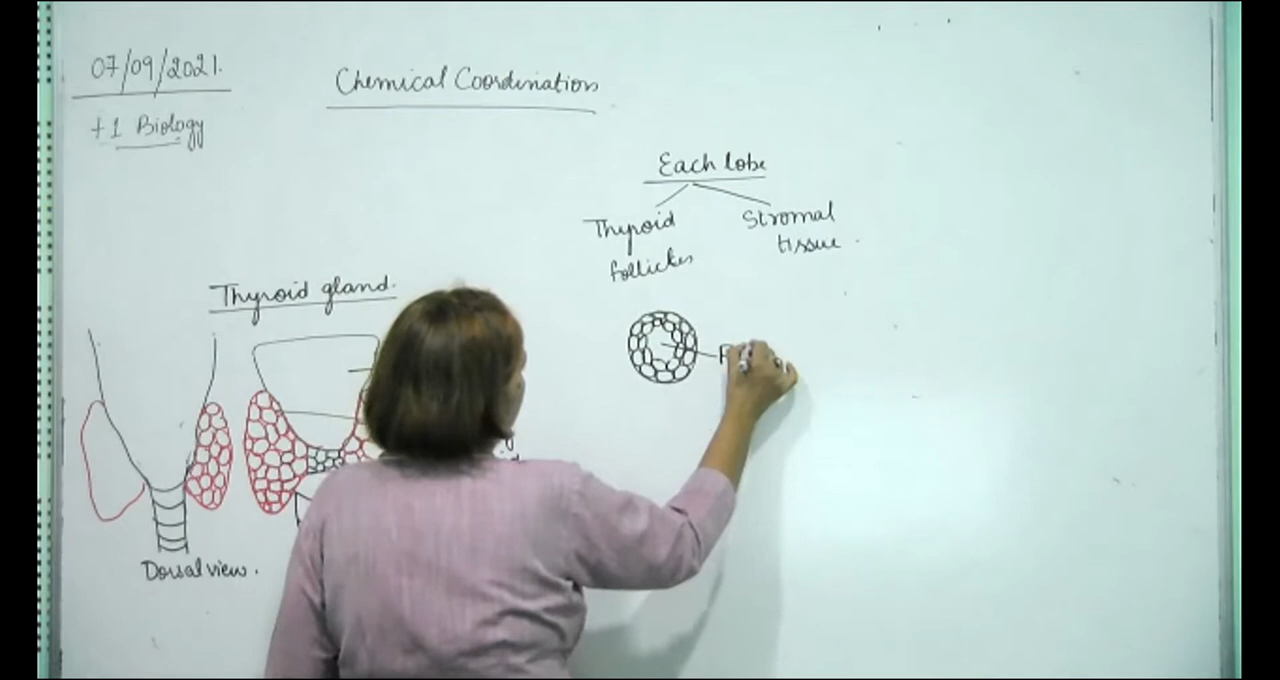 07/09/2021.
+1 Biology
Chemical Coordination
Each lobe
Thyroid
follicles
Stromal
tissue.
Thyroid gland.
Dorsal view.